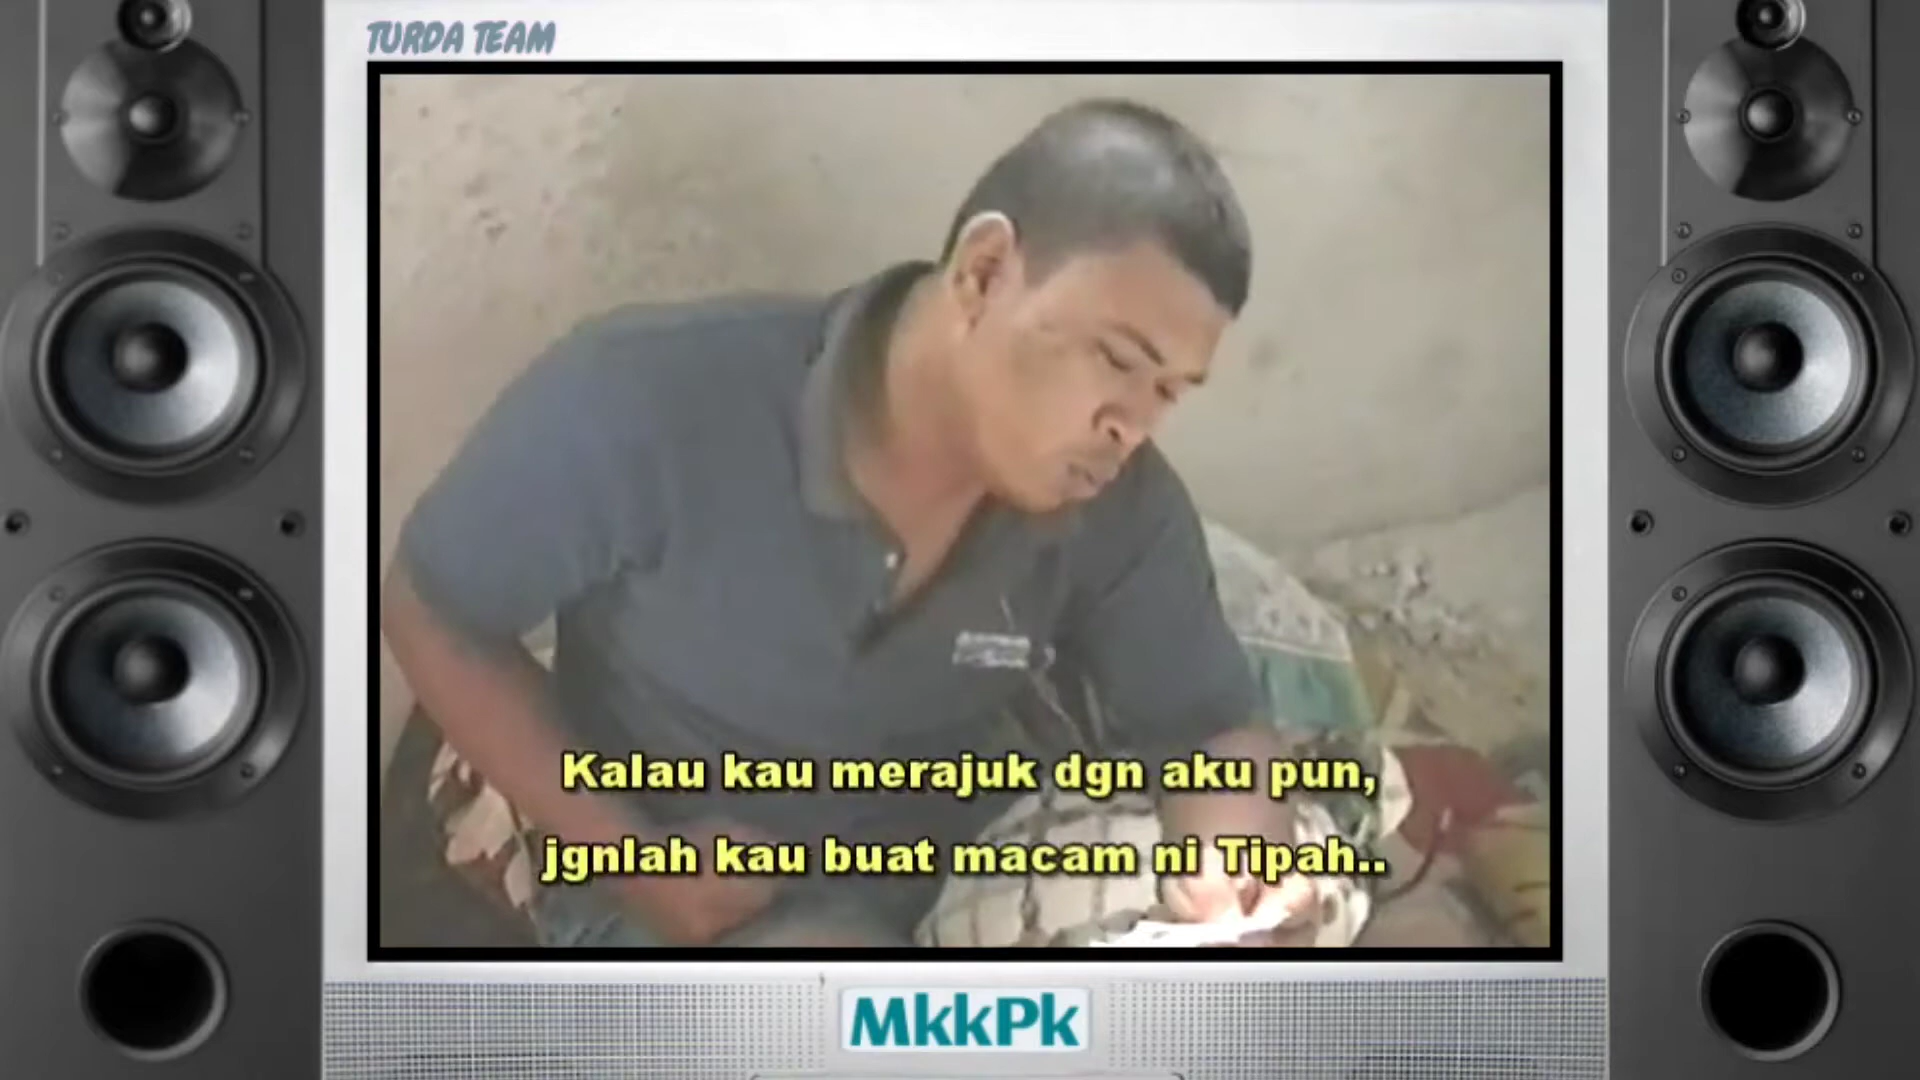 TURDA TEAM
Kalau kau merajuk dgn aku pun,
jgnlah kau buat macam ni Tipah..
MkkPk